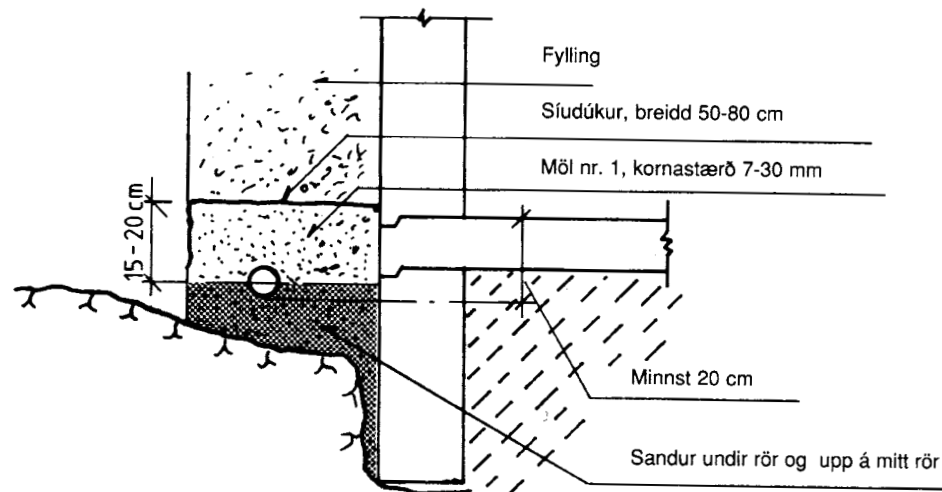 Fylling
Síudúkur, breidd 50-80 cm
Möl nr. 1, kornastærð 7-30 mm
15-20 cm
Minnst 20 cm
Sandur undir rör og upp á mitt rör